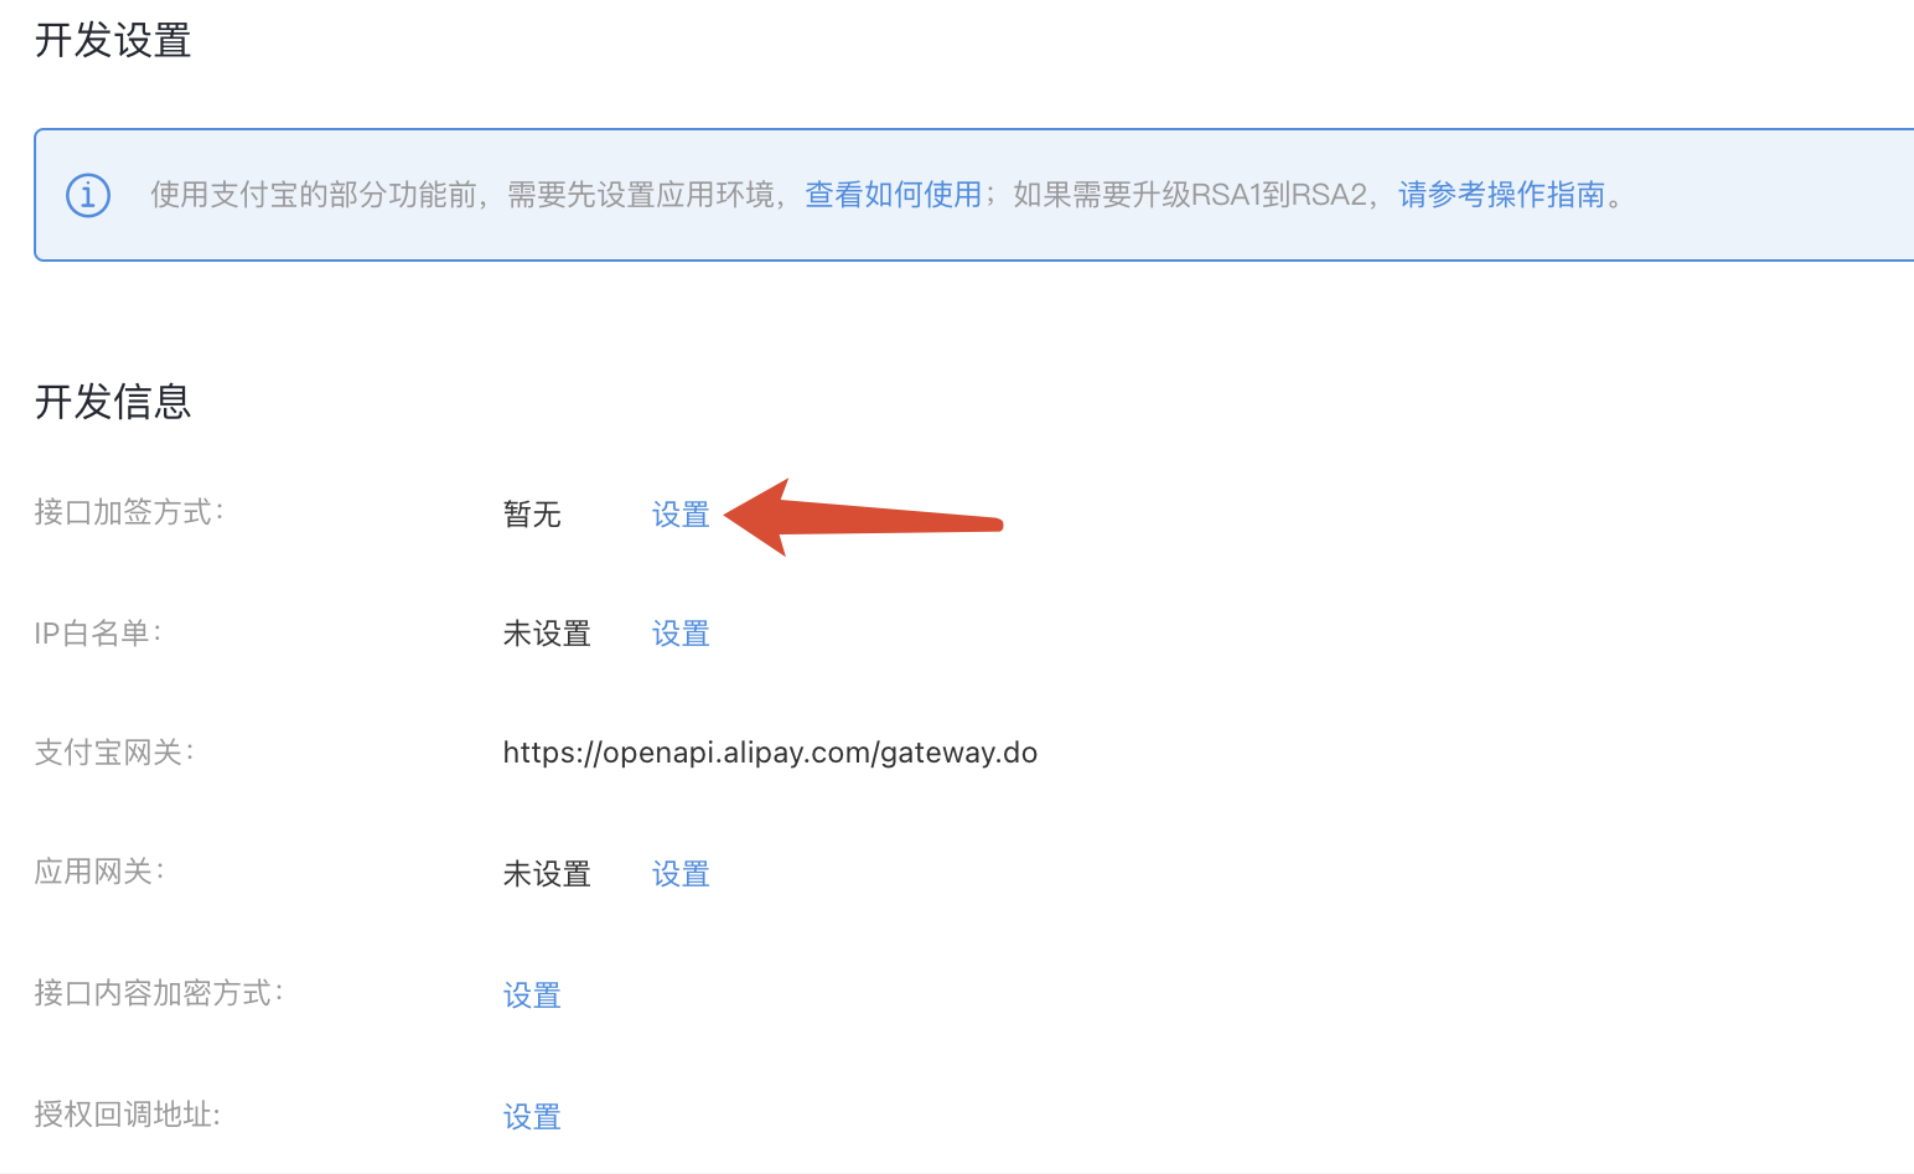 开发设置
使用支付宝的部分功能前，需要先设置应用环境，查看如何使用；如果需要升级RSA1到RSA2，请参考操作指南。
开发信息
接口加签方式： 暂无 设置
IP白名单： 未设置 设置
支付宝网关： https://openapi.alipay.com/gateway.do
应用网关： 未设置 设置
接口内容加密方式： 设置
授权回调地址: 设置